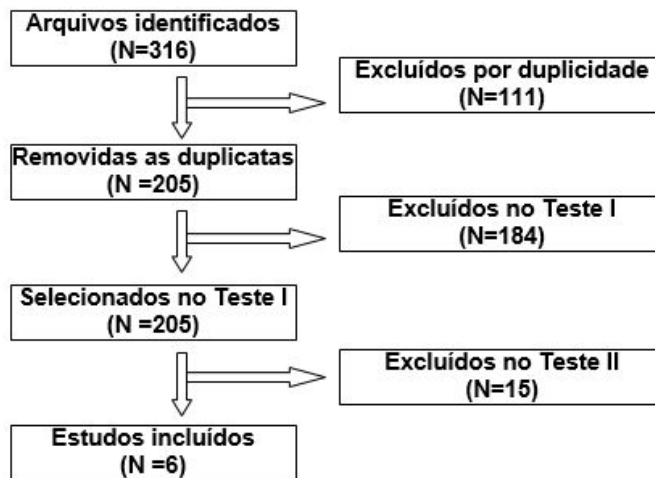 Arquivos identificados
(N=316)
Excluídos por duplicidade
(N=111)
Removidas as duplicatas
(N =205)
Excluídos no Teste I
(N=184)
Selecionados no Teste I
(N =205)
Excluídos no Teste II
(N=15)
Estudos incluídos
(N =6)